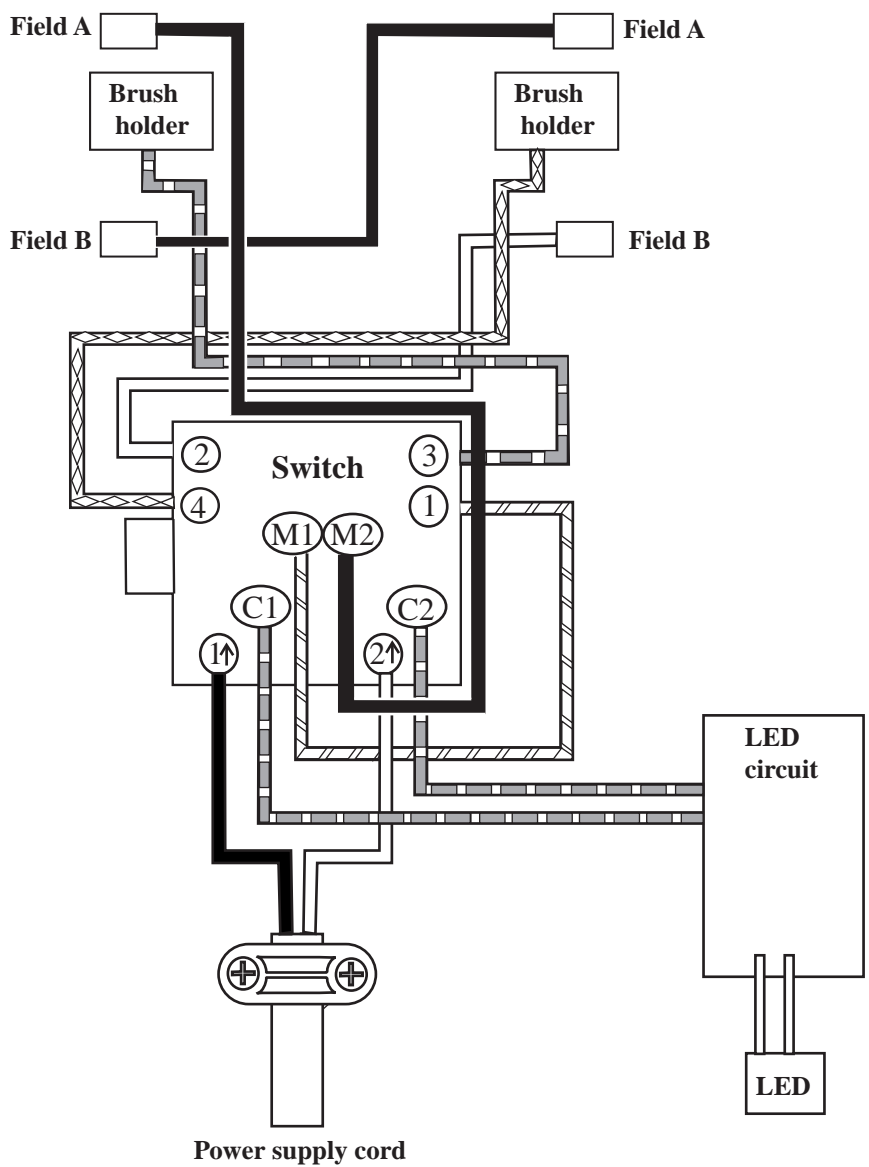 Field A
Field A
Brush
holder
Brush
holder
Field B
Field B
2
Switch
3
4
1
M1
M2
C1
C2
1↑
2↑
LED
circuit
LED
Power supply cord